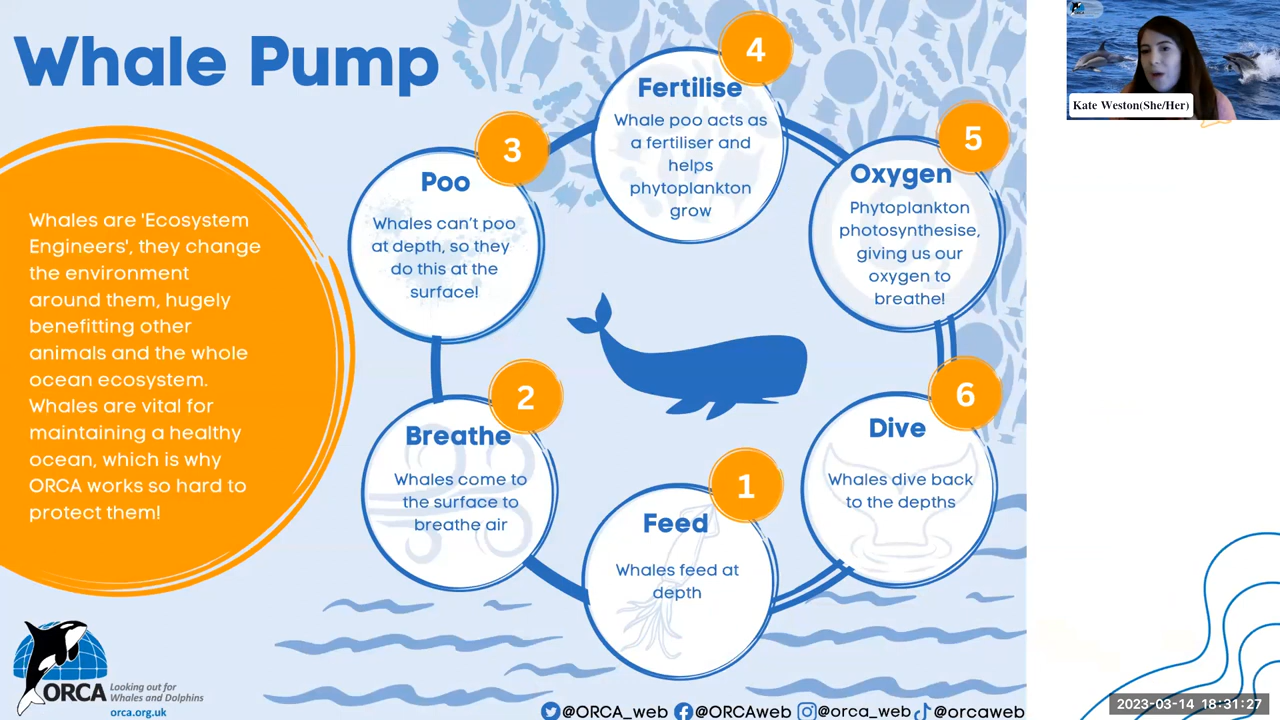 Whale Pump
Whales are 'Ecosystem
Engineers', they change
the environment
around them, hugely
benefitting other
animals and the whole
ocean ecosystem.
Whales are vital for
maintaining a healthy
ocean, which is why
ORCA works so hard to
protect them!
1
Feed
Whales feed at
depth
2
Breathe
Whales come to
the surface to
breathe air
3
Poo
Whales can't poo
at depth, so they
do this at the
surface!
4
Fertilise
Whale poo acts as
a fertiliser and
helps
phytoplankton
grow
5
Oxygen
Phytoplankton
photosynthesise,
giving us our
oxygen to
breathe!
6
Dive
Whales dive back
to the depths
ORCA
Looking out for
Whales and Dolphins
orca.org.uk
@ORCA_web @ORCAweb @orca_web @orcaweb
Kate Weston(She/Her)
2023-03-14 18:31:27